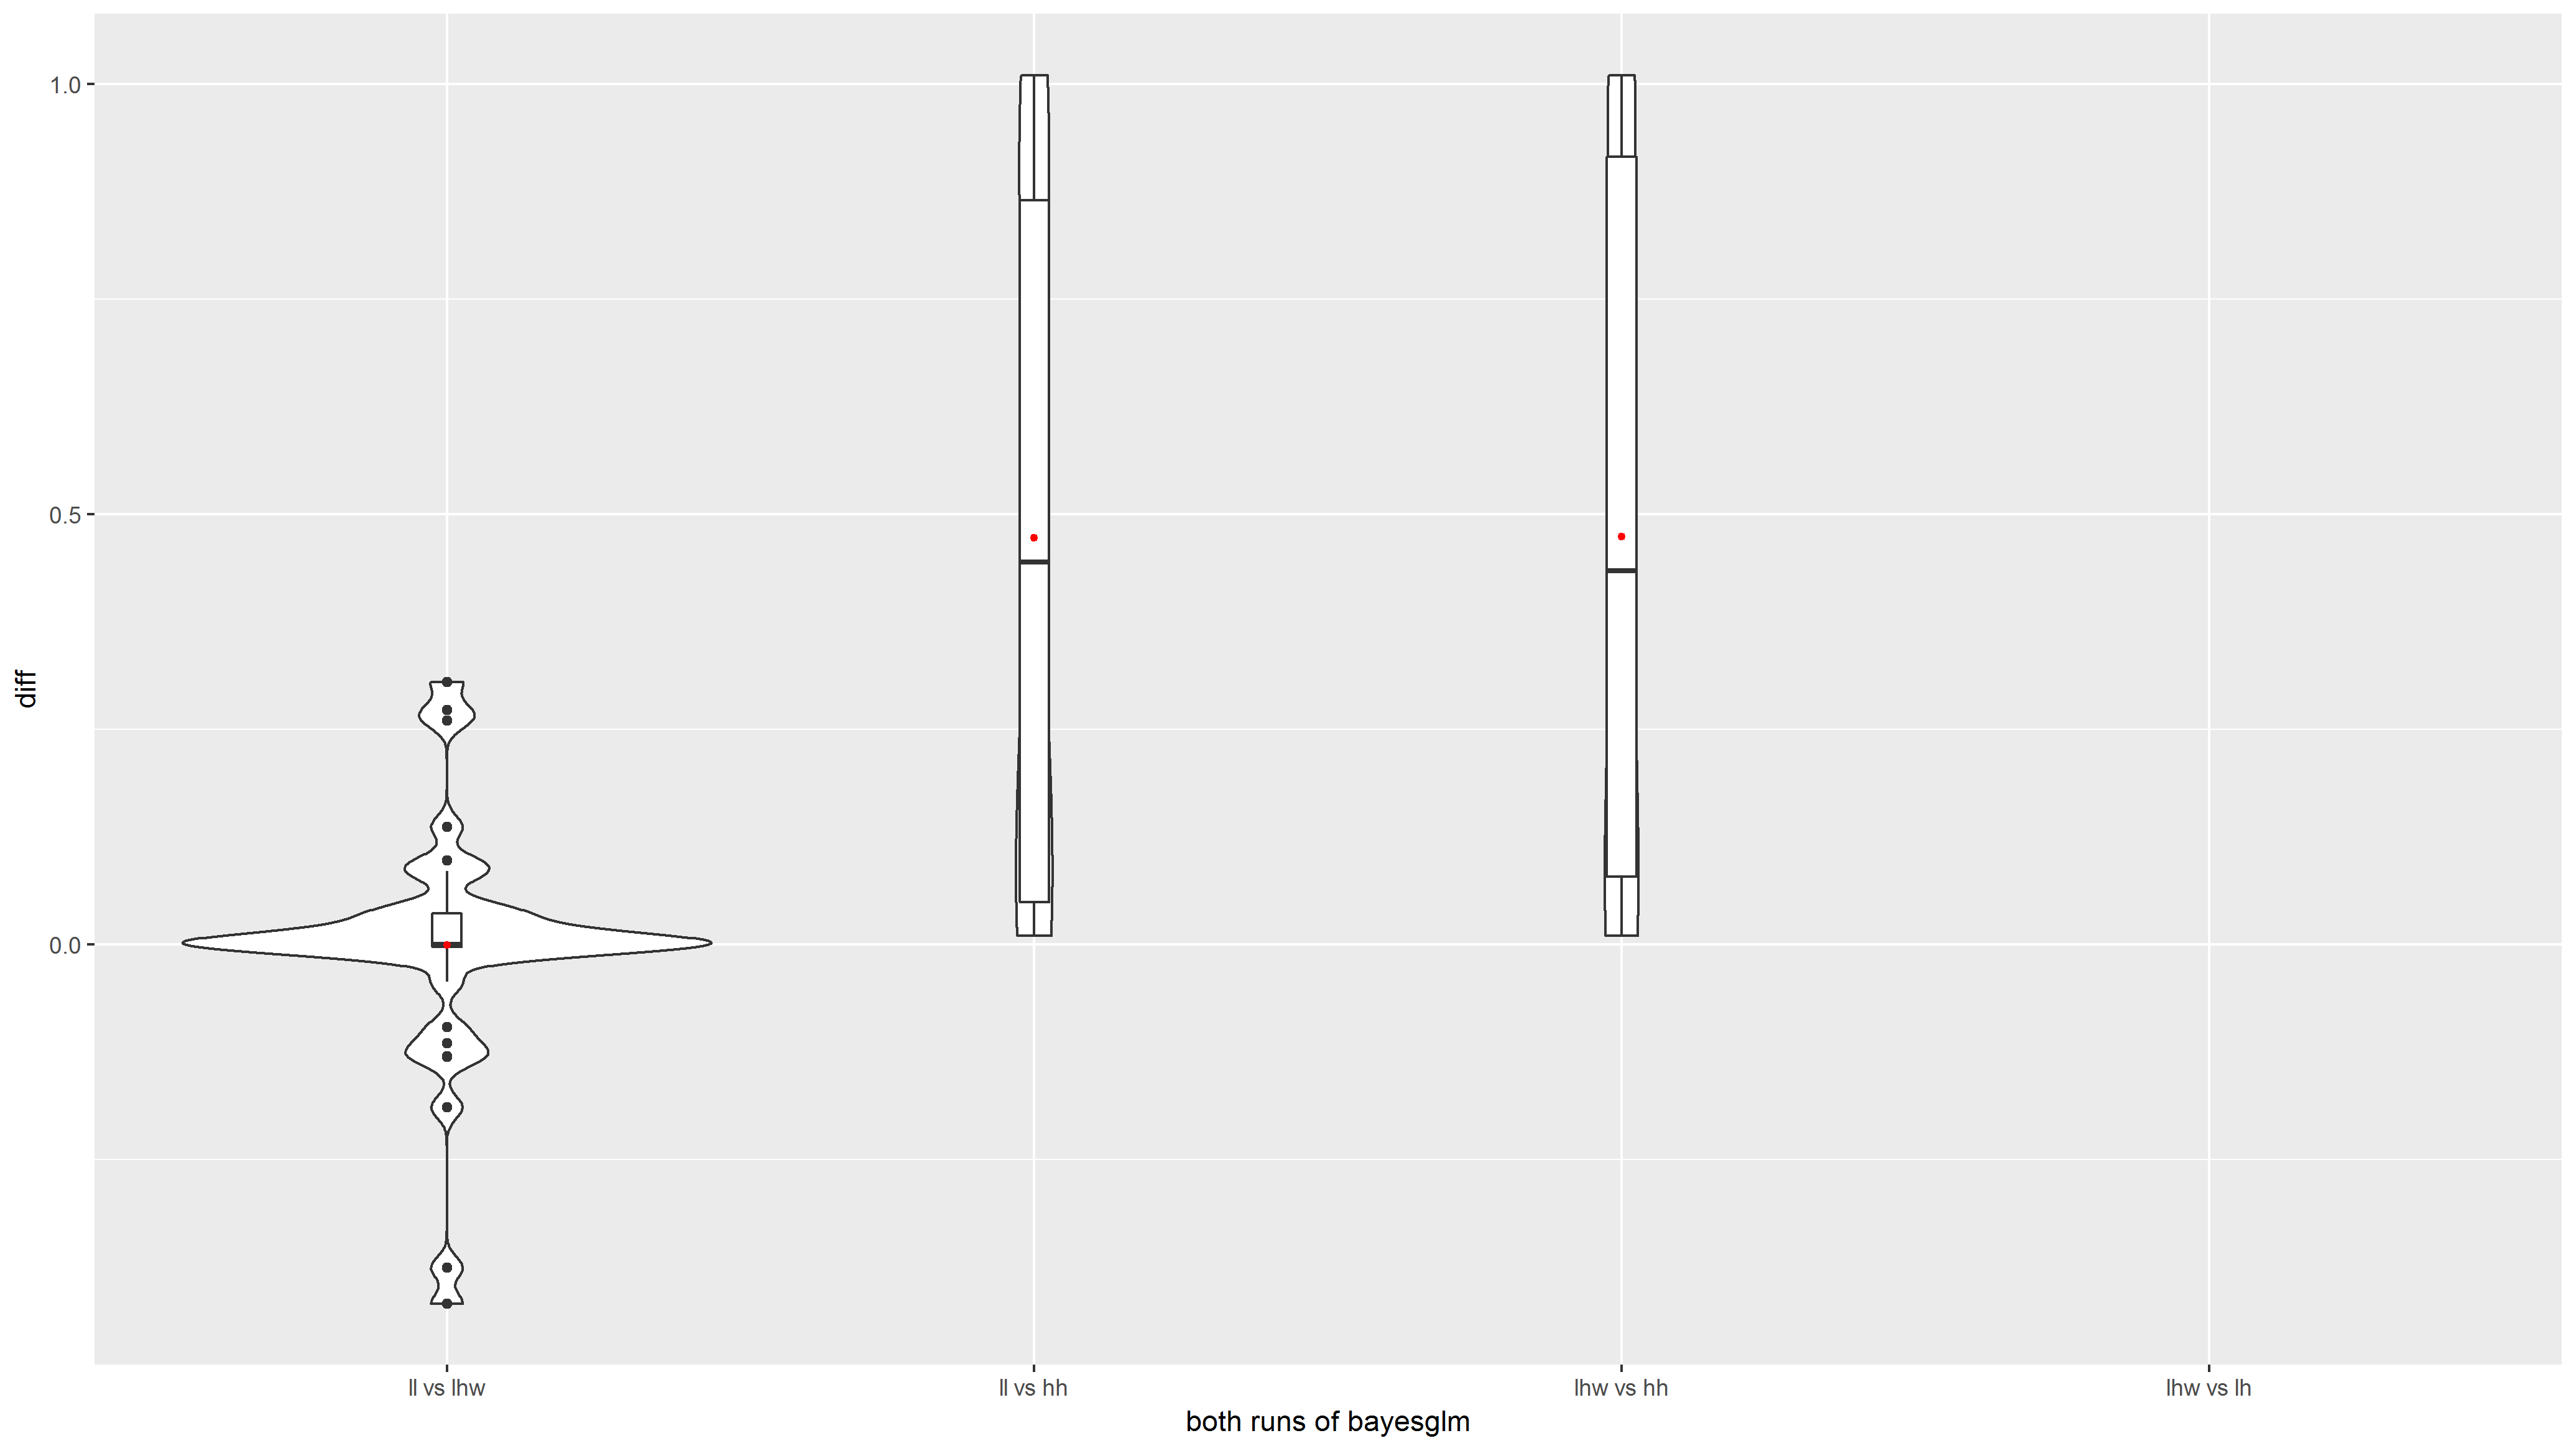 1.0
0.5
0.0
diff
ll vs lhw
ll vs hh
lhw vs hh
lhw vs lh
both runs of bayesglm